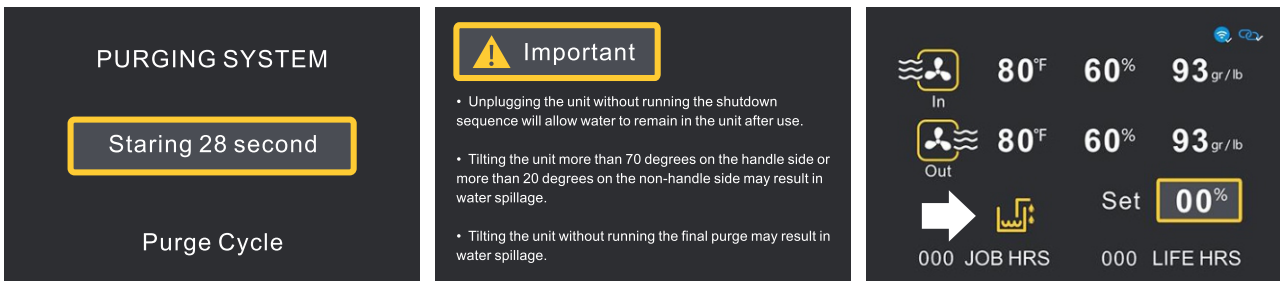 PURGING SYSTEM
Staring 28 second
Purge Cycle
Important
• Unplugging the unit without running the shutdown
sequence will allow water to remain in the unit after use.
• Tilting the unit more than 70 degrees on the handle side or
more than 20 degrees on the non-handle side may result in
water spillage.
• Tilting the unit without running the final purge may result in
water spillage.
80°F 60% 93 gr/lb
In
80°F 60% 93 gr/lb
Out
Set 00%
000 JOB HRS 000 LIFE HRS